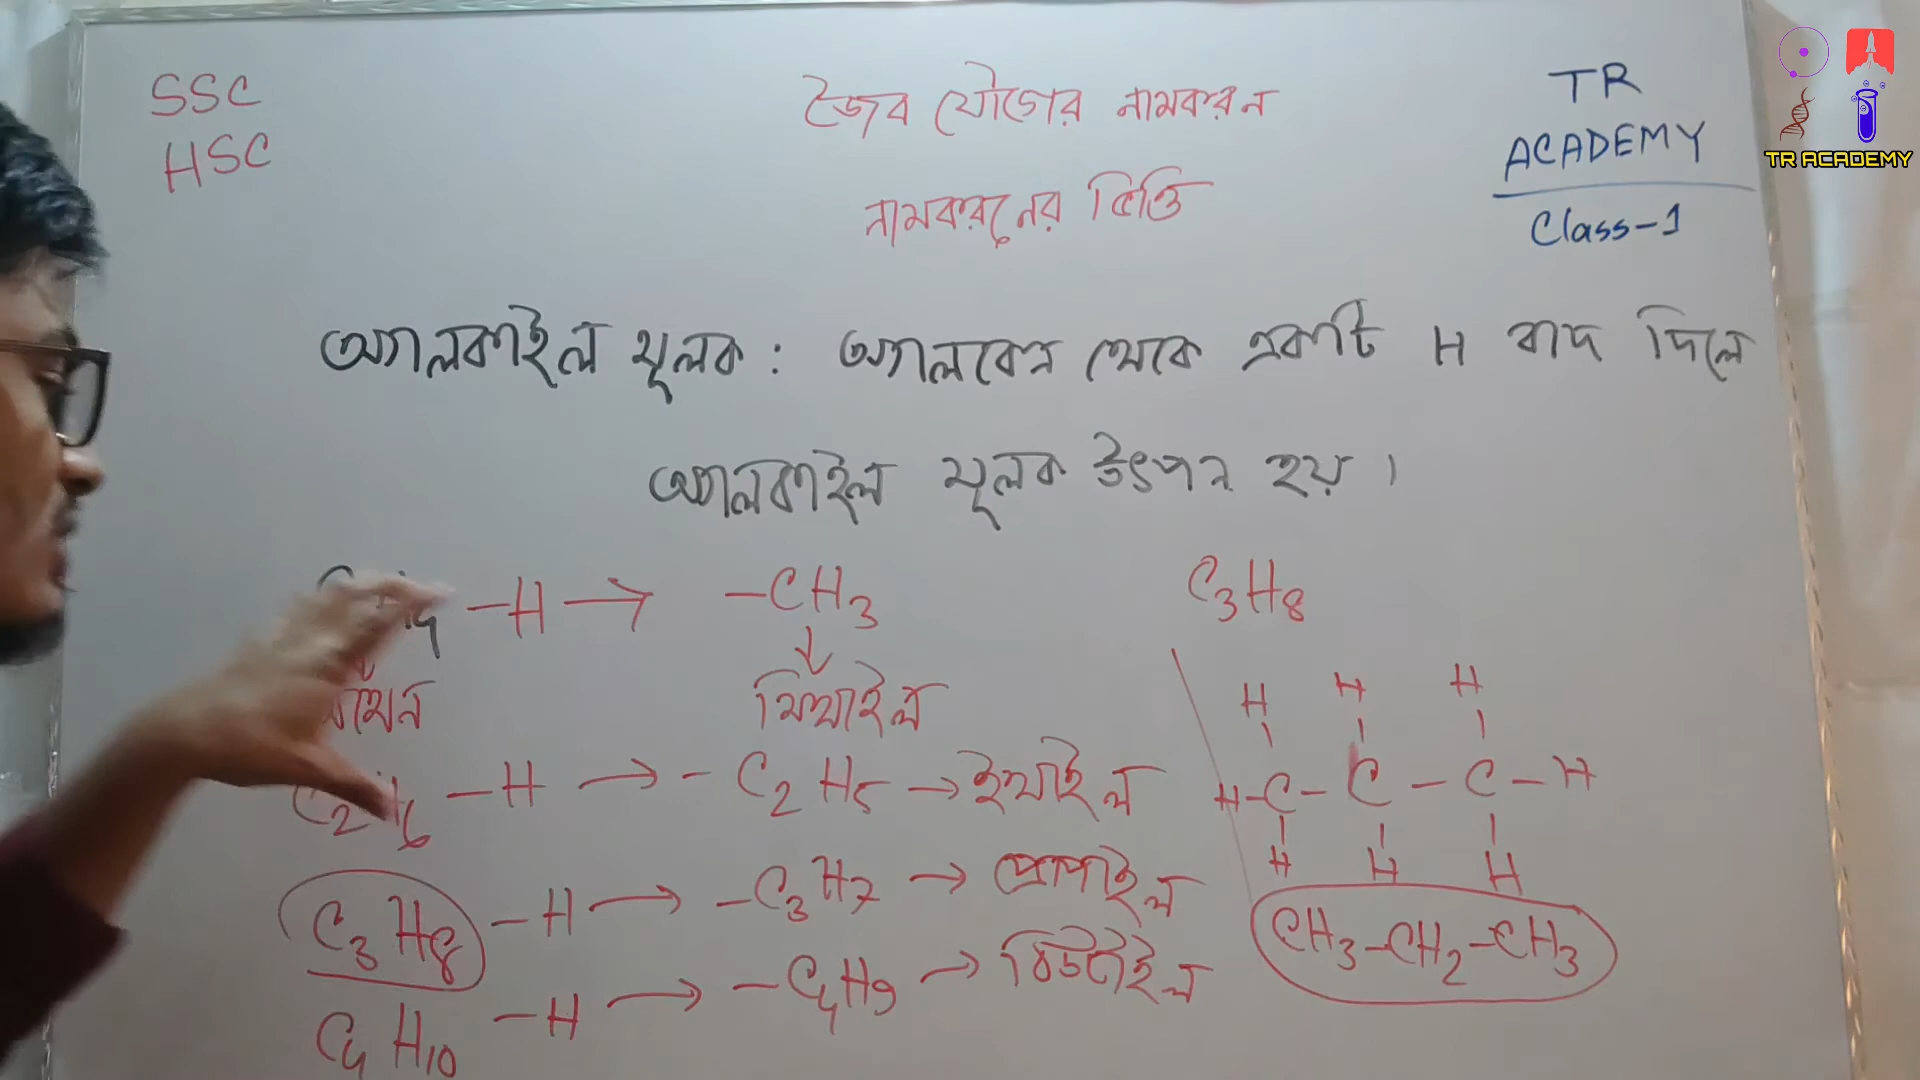 SSC
HSC
জৈব যৌগের নামকরন
নামকরনের ভিত্তি
TR
ACADEMY
Class-1
TR ACADEMY
অ্যালকাইল মূলক : অ্যালকেন থেকে একটি H বাদ দিলে
অ্যালকাইল মূলক উৎপন্ন হয় ।
-H → -CH3
মিথাইল
C2H6 -H → - C2H5 → ইথাইল
C3H8 -H → -C3H7 → প্রোপাইল
C4H10 -H → -C4H9 → বিউটাইল
C3H8
H H H
H-C-C-C-H
H H H
CH3-CH2-CH3